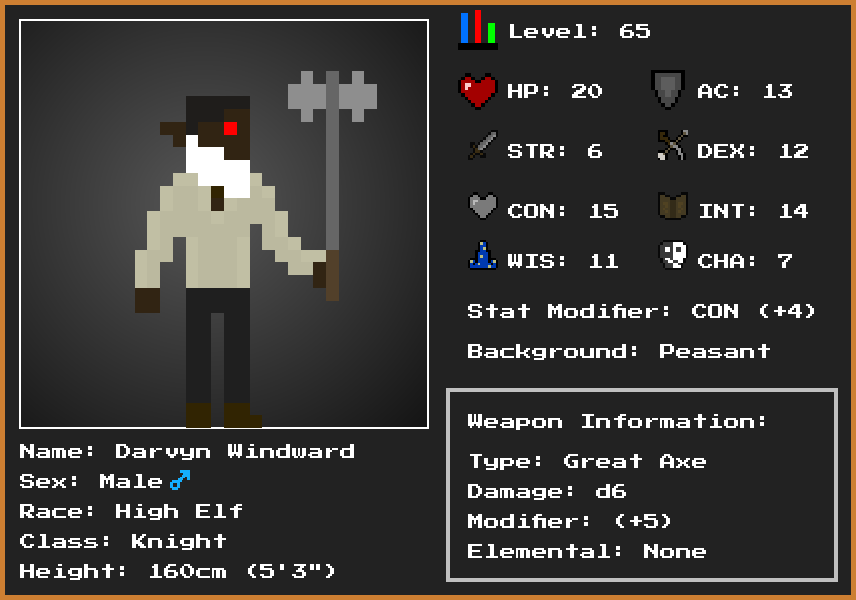 Level: 65
HP: 20
AC: 13
STR: 6
DEX: 12
CON: 15
INT: 14
WIS: 11
CHA: 7
Stat Modifier: CON (+4)
Background: Peasant
Weapon Information:
Type: Great Axe
Damage: d6
Modifier: (+5)
Elemental: None
Name: Darvyn Windward
Sex: Male♂
Race: High Elf
Class: Knight
Height: 160cm (5'3")